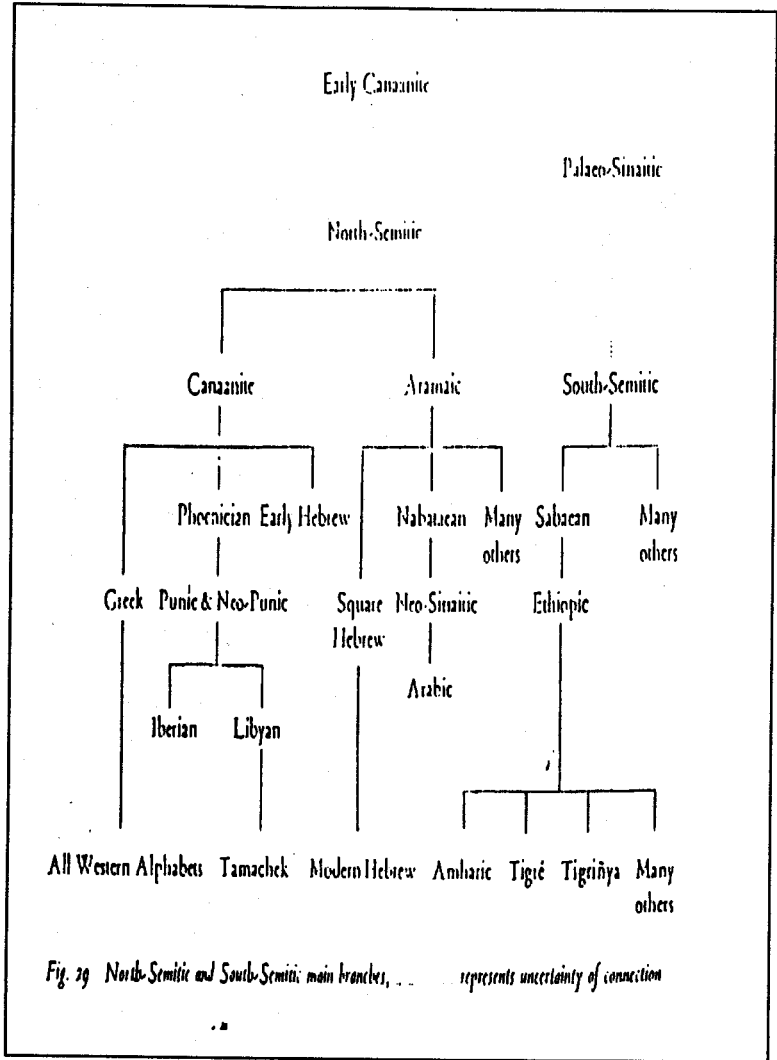 Early Canaanite
Palaeo-Sinaitic
North-Semitic
Canaanite Aramaic South-Semitic
Phoenician Early Hebrew Nabataean Many others Sabaean Many others
Greek Punic & Neo-Punic Square Hebrew Neo-Sinaitic Ethiopic
Arabic
Iberian Libyan
All Western Alphabets Tamachek Modern Hebrew Amharic Tigré Tigriñya Many others
Fig. 29 North-Semitic and South-Semitic main branches, ... represents uncertainty of connection